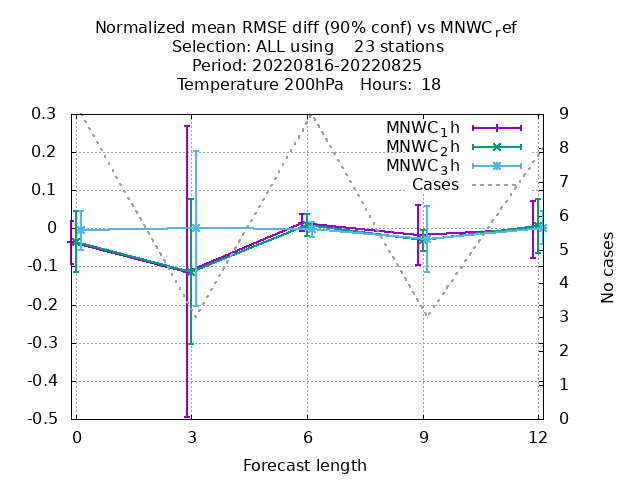 Normalized mean RMSE diff (90% conf) vs MNWC_ref
Selection: ALL using    23 stations
Period: 20220816-20220825
Temperature 200hPa   Hours:  18
0.3
0.2
0.1
0
-0.1
-0.2
-0.3
-0.4
-0.5
MNWC_1h
MNWC_2h
MNWC_3h
Cases
9
8
7
6
5
4
3
2
1
0
No cases
0 3 6 9 12
Forecast length